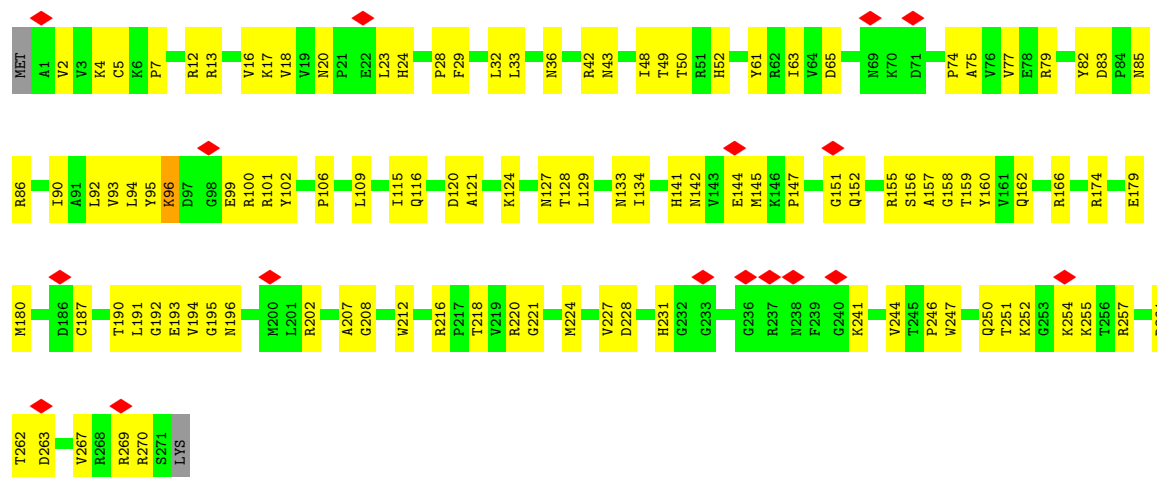 MET A1 V2 V3 K4 C5 K6 P7 R12 R13 V16 K17 V18 V19 N20 P21 E22 L23 H24 P28 F29 L32 L33 N36 R42 N43 I48 T49 T50 R51 H52 Y61 R62 I63 V64 D65 N69 K70 D71 P74 A75 V76 V77 E78 R79 Y82 D83 P84 N85
R86 I90 A91 L92 V93 L94 Y95 K96 D97 G98 E99 R100 R101 Y102 P106 L109 I115 Q116 D120 A121 K124 N127 T128 L129 N133 I134 H141 N142 V143 E144 M145 K146 P147 G151 Q152 R155 S156 A157 G158 T159 Y160 V161 Q162 R166 R174 E179
M180 D186 C187 T190 L191 G192 E193 V194 G195 N196 M200 L201 R202 A207 G208 W212 R216 P217 T218 V219 R220 G221 M224 V227 D228 H231 G232 G233 G236 R237 N238 F239 G240 K241 V244 T245 P246 W247 Q250 T251 K252 G253 K254 K255 T256 R257
T262 D263 V267 R268 R269 R270 S271 LYS